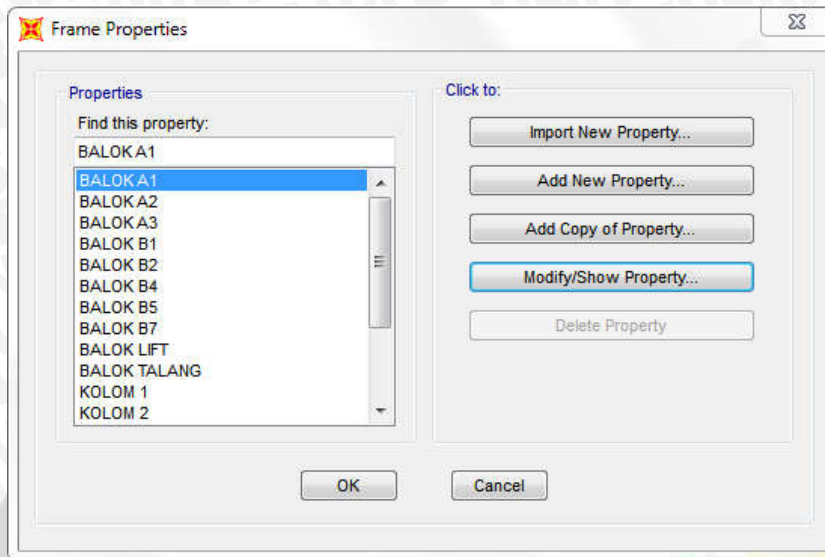 Frame Properties
Properties
Find this property:
BALOK A1
BALOK A1
BALOK A2
BALOK A3
BALOK B1
BALOK B2
BALOK B4
BALOK B5
BALOK B7
BALOK LIFT
BALOK TALANG
KOLOM 1
KOLOM 2
Click to:
Import New Property...
Add New Property...
Add Copy of Property...
Modify/Show Property...
Delete Property
OK
Cancel